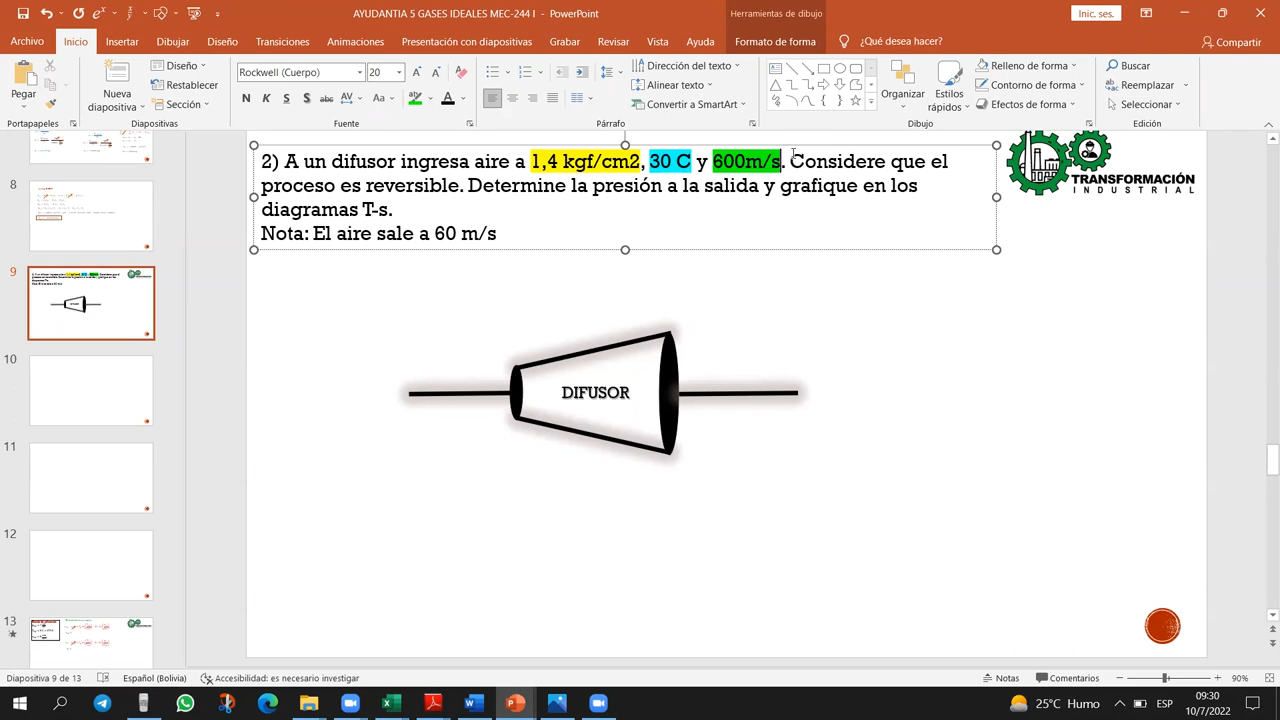 AYUDANTIA 5 GASES IDEALES MEC-244 I - PowerPoint
Herramientas de dibujo
Inic. ses.
Archivo Inicio Insertar Dibujar Diseño Transiciones Animaciones Presentación con diapositivas Grabar Revisar Vista Ayuda Formato de forma ¿Qué desea hacer? Compartir
Pegar
Nueva diapositiva
Diseño
Restablecer
Sección
Rockwell (Cuerpo) 20
N K S S abc AV Aa A
Dirección del texto
Alinear texto
Convertir a SmartArt
Organizar
Estilos rápidos
Relleno de forma
Contorno de forma
Efectos de forma
Buscar
Reemplazar
Seleccionar
Portapapeles Diapositivas Fuente Párrafo Dibujo Edición
2) A un difusor ingresa aire a 1,4 kgf/cm2, 30 C y 600m/s. Considere que el
proceso es reversible. Determine la presión a la salida y grafique en los
diagramas T-s.
Nota: El aire sale a 60 m/s
TRANSFORMACIÓN
INDUSTRIAL
DIFUSOR
8
9
10
11
12
13
Diapositiva 9 de 13 Español (Bolivia) Accesibilidad: es necesario investigar Notas Comentarios 90%
25°C Humo ESP 09:30
10/7/2022